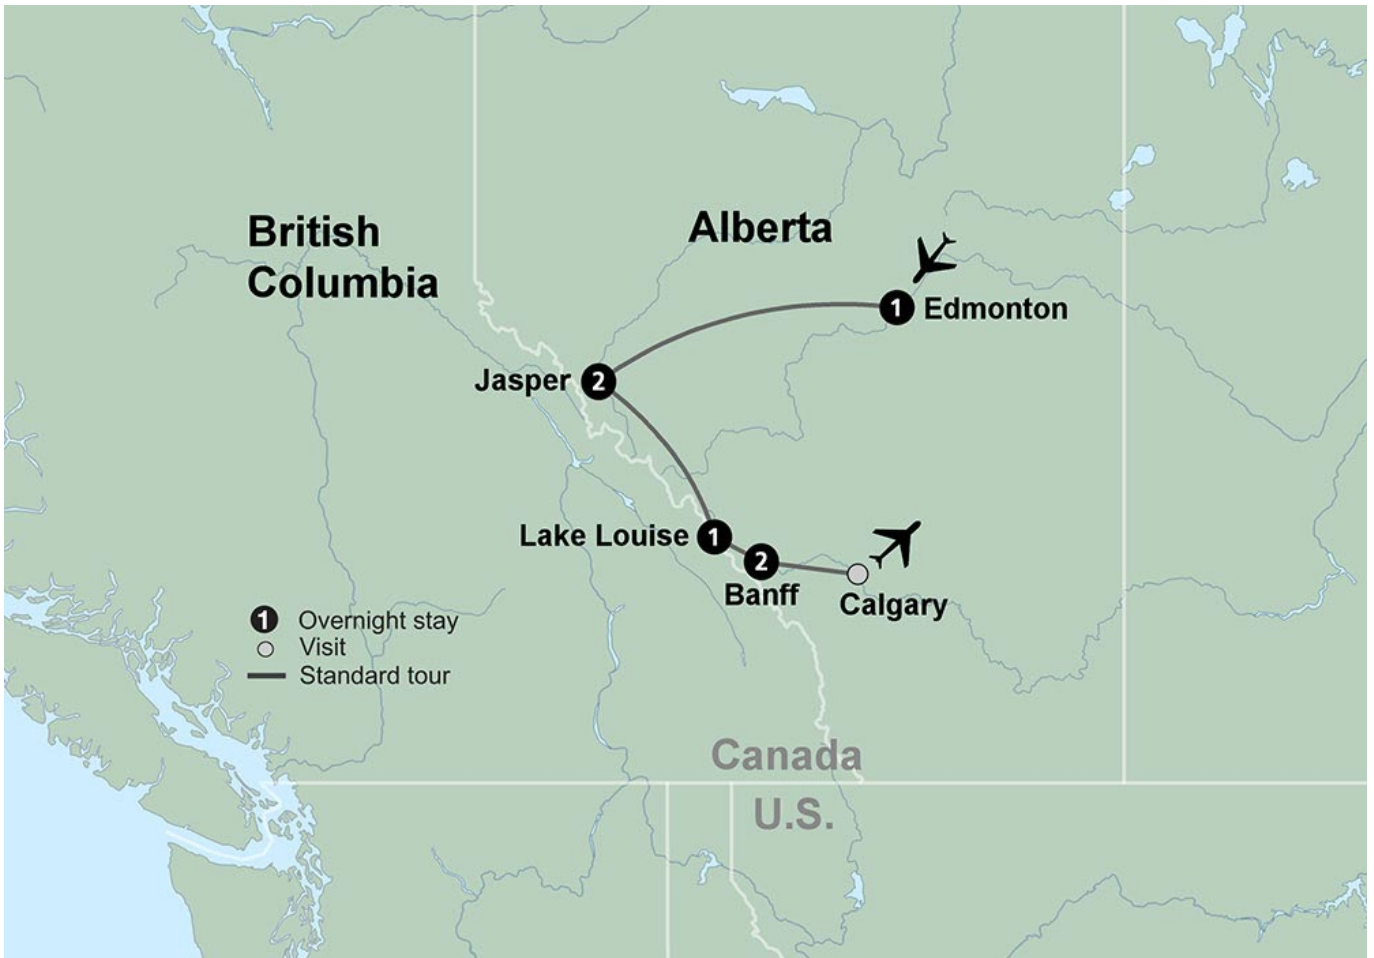 British
Columbia
Alberta
1 Edmonton
Jasper 2
Lake Louise 1
2
Banff
Calgary
1 Overnight stay
Visit
Standard tour
Canada
U.S.